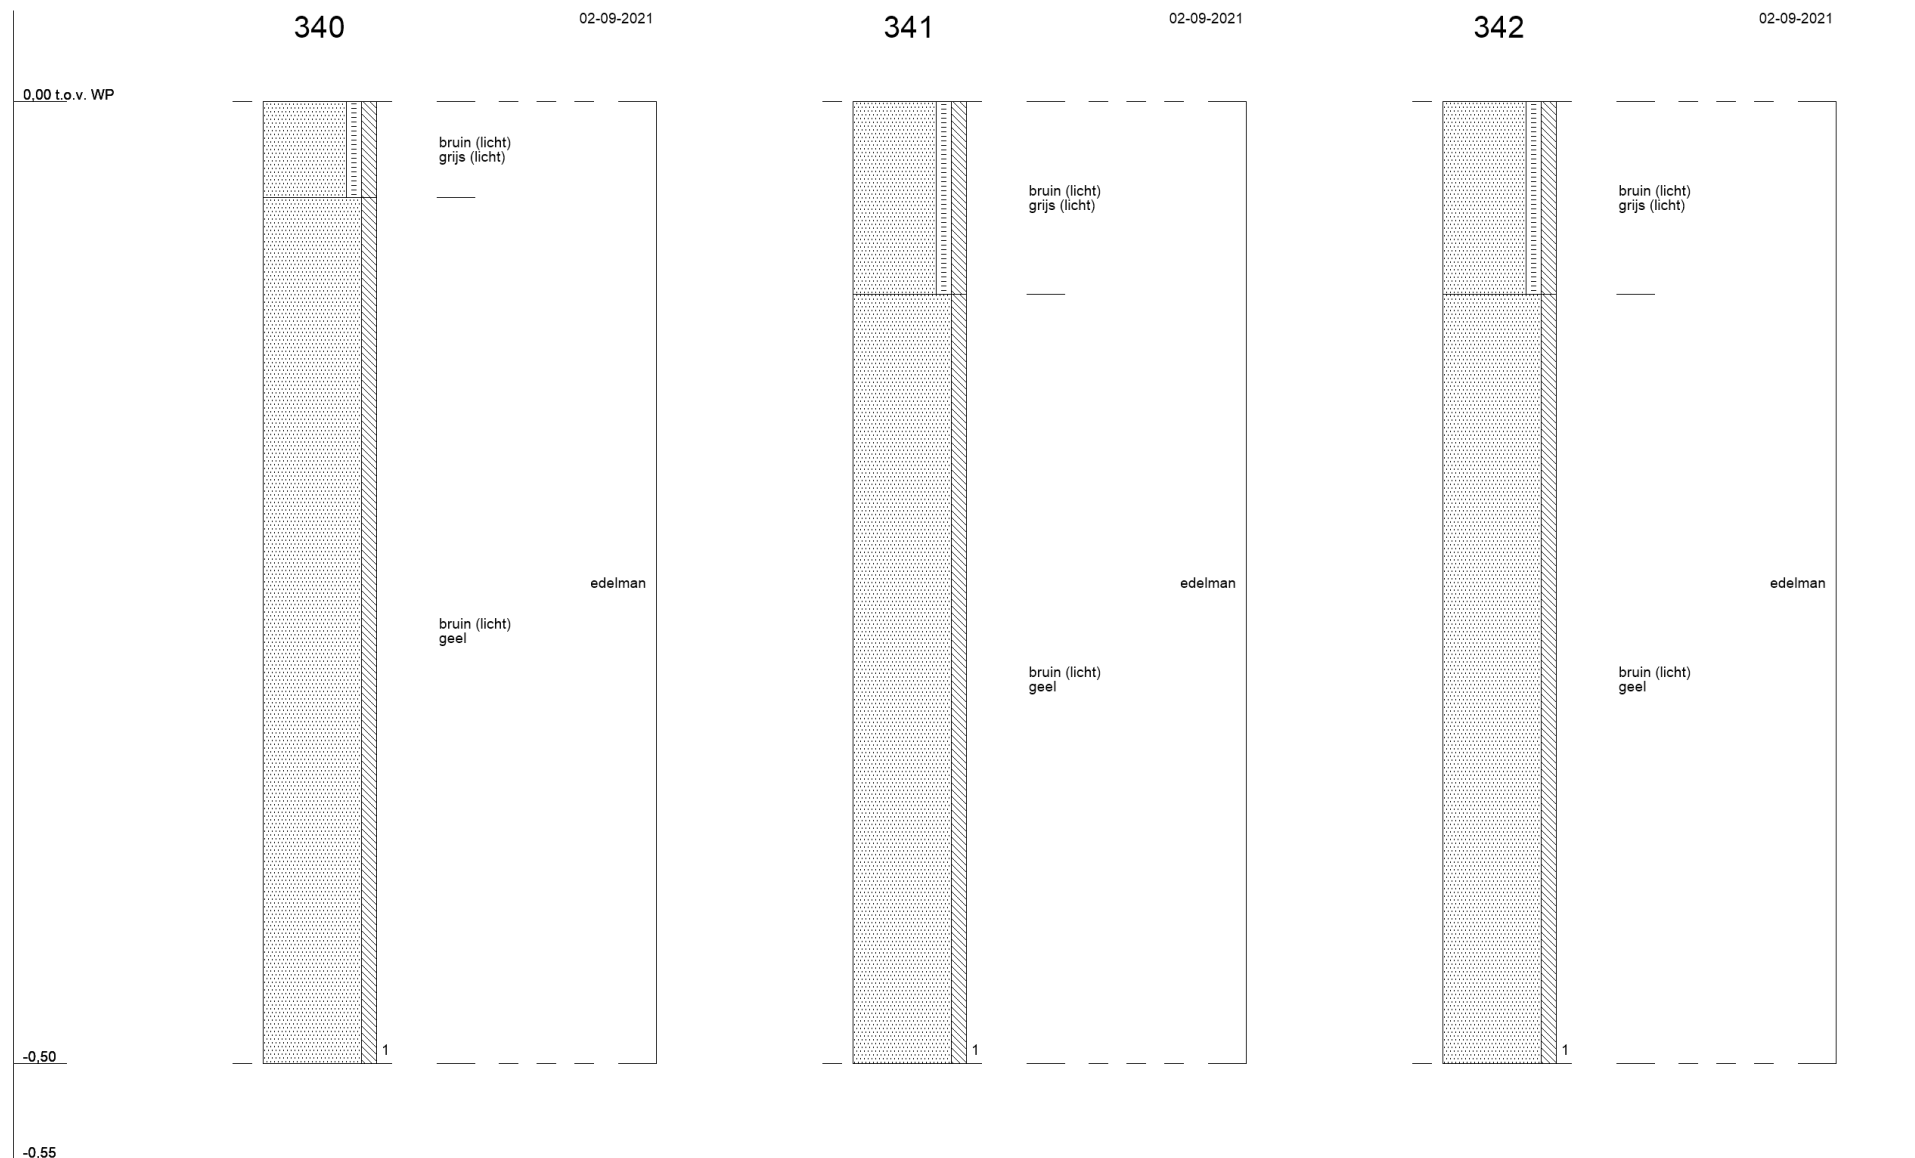 340
02-09-2021
341
02-09-2021
342
02-09-2021
0,00 t.o.v. WP
bruin (licht)
grijs (licht)
bruin (licht)
grijs (licht)
bruin (licht)
grijs (licht)
edelman
edelman
edelman
bruin (licht)
geel
bruin (licht)
geel
bruin (licht)
geel
1
1
1
-0,50
-0.55